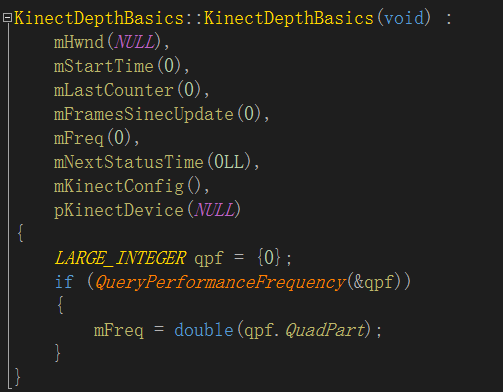 KinectDepthBasics::KinectDepthBasics(void) :
    mHwnd(NULL),
    mStartTime(0),
    mLastCounter(0),
    mFramesSinecUpdate(0),
    mFreq(0),
    mNextStatusTime(0LL),
    mKinectConfig(),
    pKinectDevice(NULL)
{
    LARGE_INTEGER qpf = {0};
    if (QueryPerformanceFrequency(&qpf))
    {
        mFreq = double(qpf.QuadPart);
    }
}